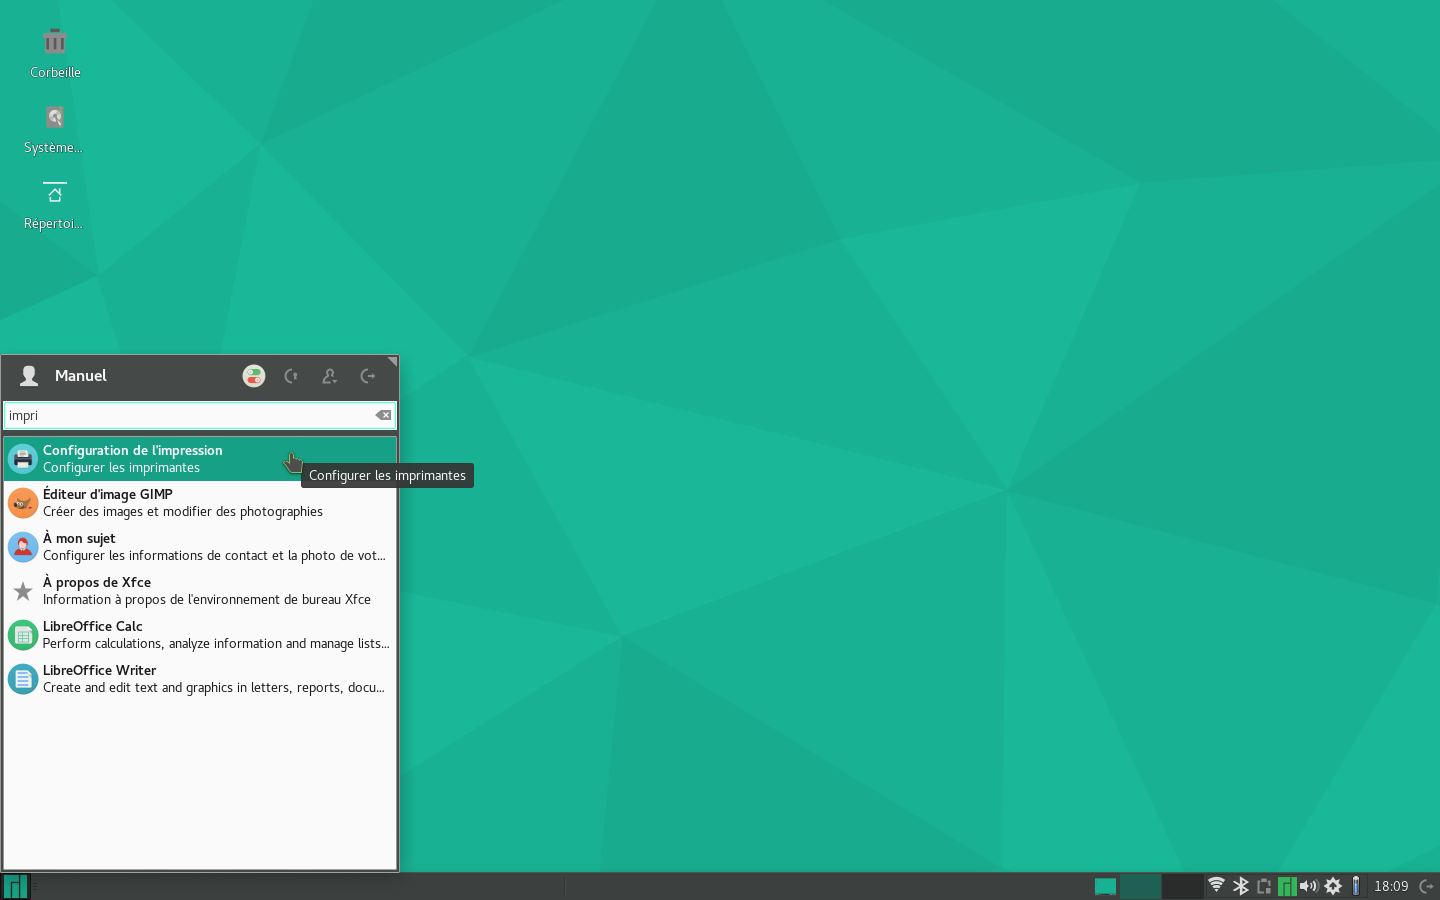 Corbeille
Système...
Répertoi...
Manuel
impri
Configuration de l'impression
Configurer les imprimantes
Configurer les imprimantes
Éditeur d'image GIMP
Créer des images et modifier des photographies
À mon sujet
Configurer les informations de contact et la photo de vot...
À propos de Xfce
Information à propos de l'environnement de bureau Xfce
LibreOffice Calc
Perform calculations, analyze information and manage lists...
LibreOffice Writer
Create and edit text and graphics in letters, reports, docu...
18:09